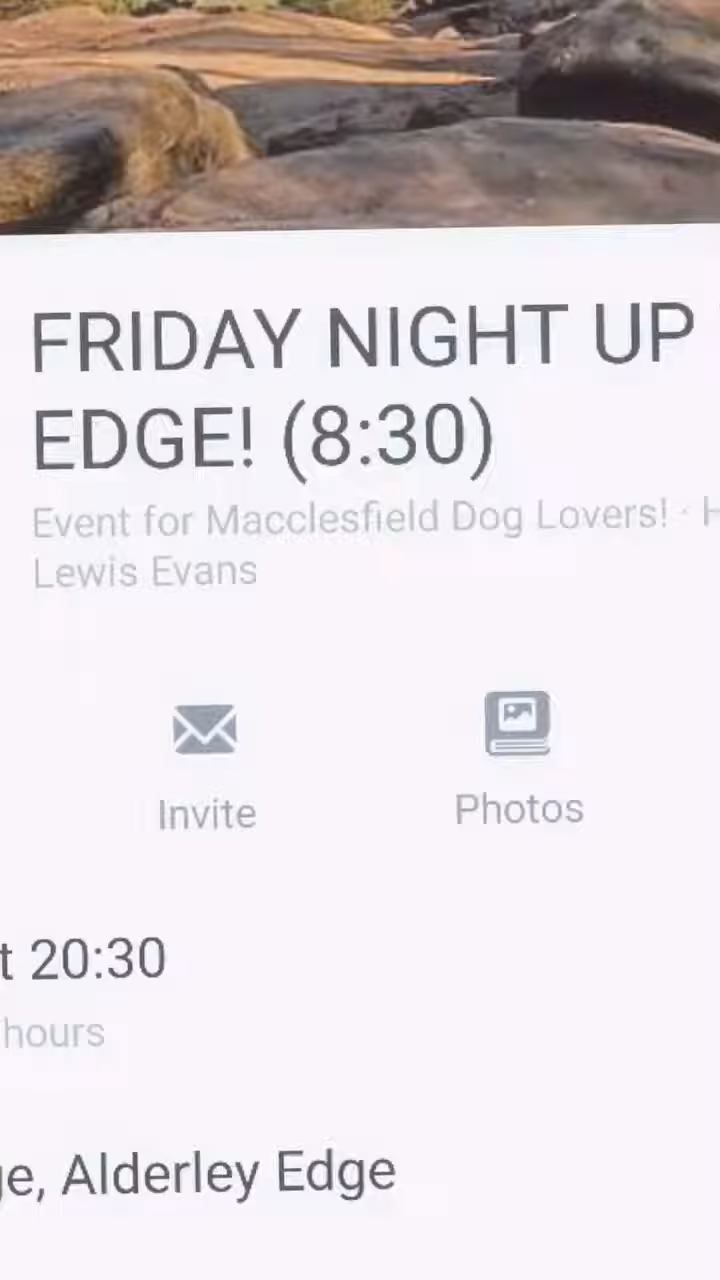 FRIDAY NIGHT UP
EDGE! (8:30)
Event for Macclesfield Dog Lovers! ·
Lewis Evans
Invite
Photos
20:30
hours
Alderley Edge